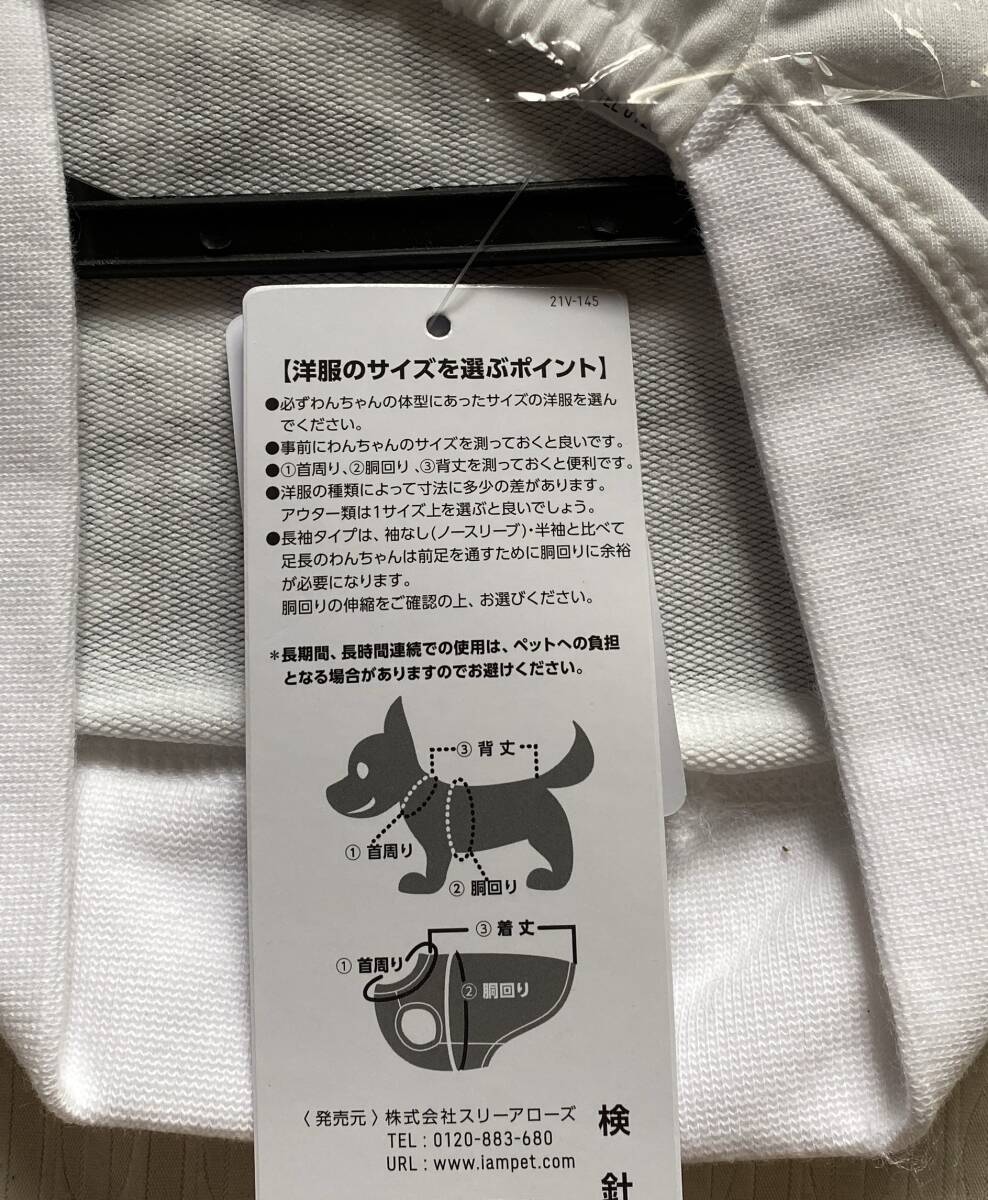 21V-145
【洋服のサイズを選ぶポイント】
●必ずわんちゃんの体型にあったサイズの洋服を選ん
でください。
●事前にわんちゃんのサイズを測っておくと良いです。
●①首周り、②胴回り、③背丈を測っておくと便利です。
●洋服の種類によって寸法に多少の差があります。
アウター類は1サイズ上を選ぶと良いでしょう。
●長袖タイプは、袖なし(ノースリーブ)・半袖と比べて
足長のわんちゃんは前足を通すために胴回りに余裕
が必要になります。
胴回りの伸縮をご確認の上、お選びください。
＊長期間、長時間連続での使用は、ペットへの負担
となる場合がありますのでお避けください。
③背丈
①首周り
②胴回り
③着丈
①首周り
②胴回り
〈発売元〉株式会社スリーアローズ
TEL：0120-883-680
URL：www.iampet.com
検針